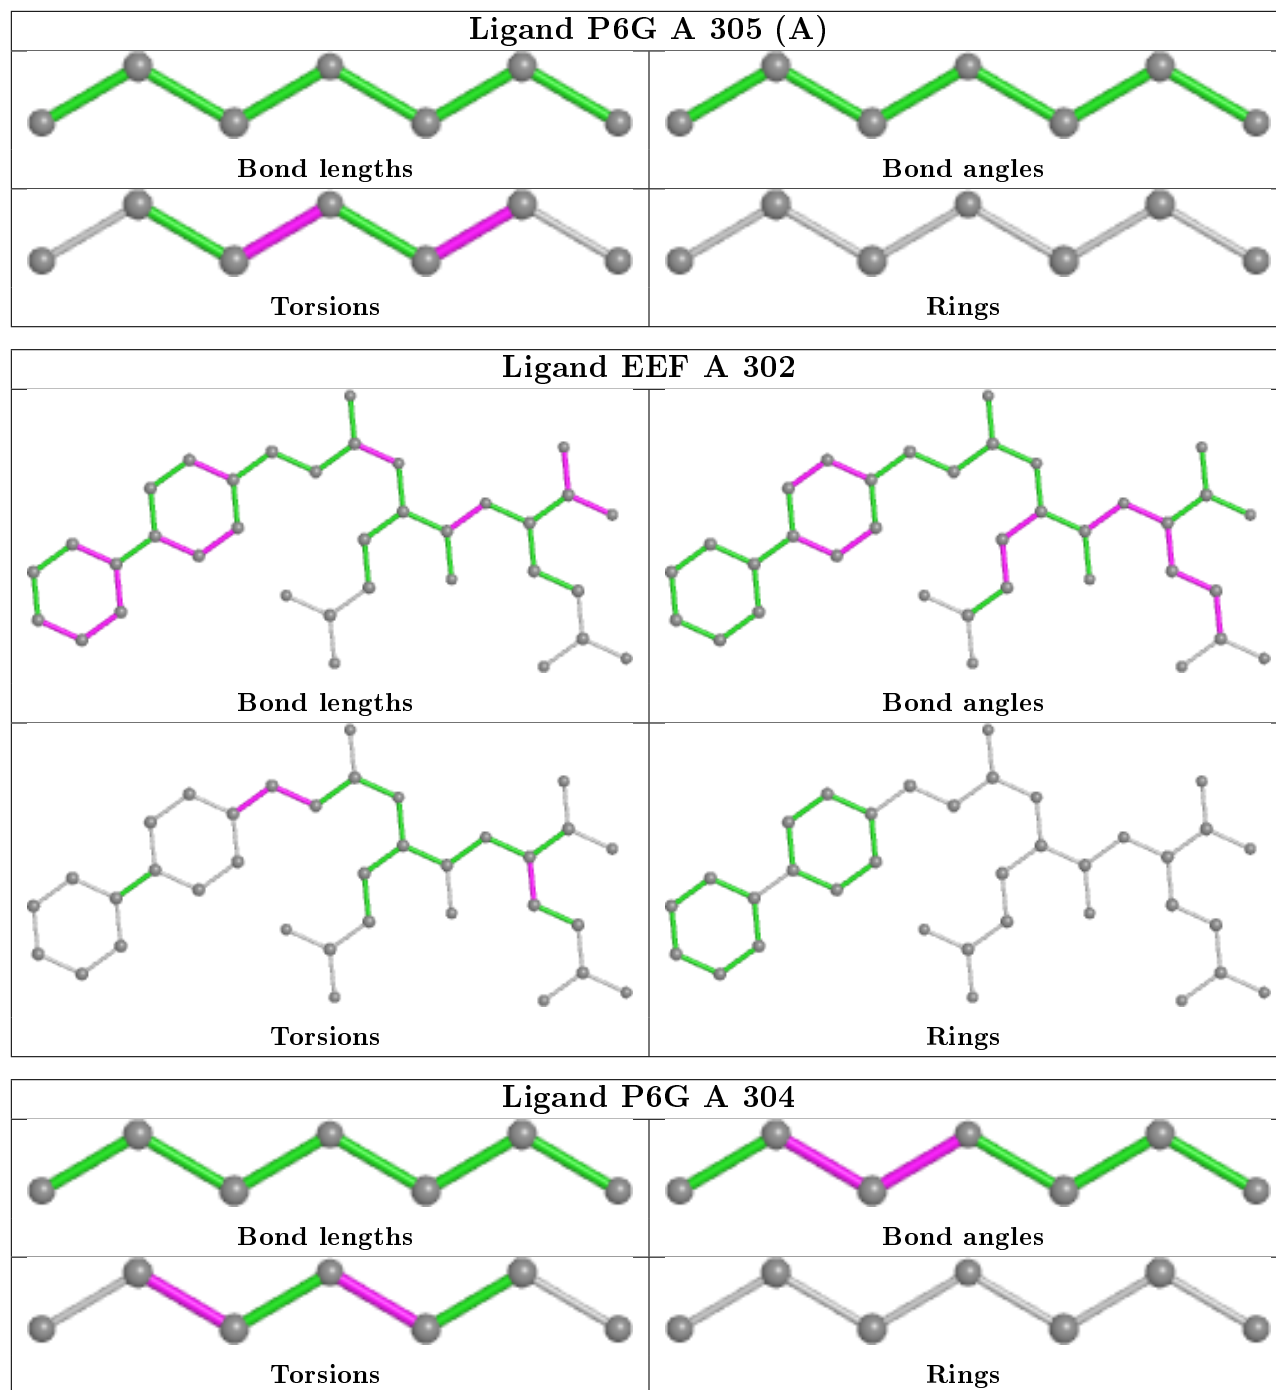 Ligand P6G A 305 (A)
Bond lengths
Bond angles
Torsions
Rings
Ligand EEF A 302
Bond lengths
Bond angles
Torsions
Rings
Ligand P6G A 304
Bond lengths
Bond angles
Torsions
Rings